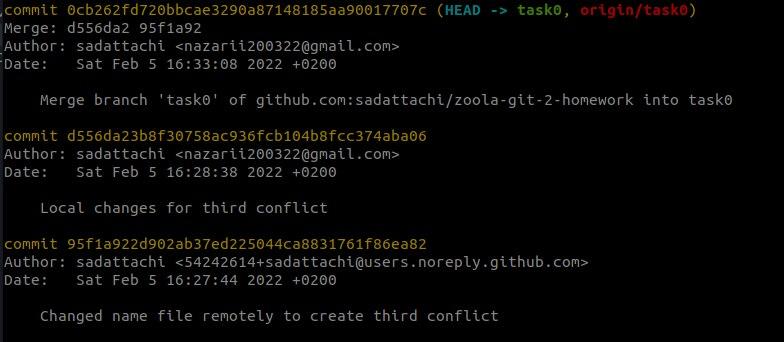 commit 0cb262fd720bbcae3290a87148185aa90017707c (HEAD -> task0, origin/task0)
Merge: d556da2 95f1a92
Author: sadattachi <nazarii200322@gmail.com>
Date:   Sat Feb 5 16:33:08 2022 +0200
Merge branch 'task0' of github.com:sadattachi/zoola-git-2-homework into task0
commit d556da23b8f30758ac936fcb104b8fcc374aba06
Author: sadattachi <nazarii200322@gmail.com>
Date:   Sat Feb 5 16:28:38 2022 +0200
Local changes for third conflict
commit 95f1a922d902ab37ed225044ca8831761f86ea82
Author: sadattachi <54242614+sadattachi@users.noreply.github.com>
Date:   Sat Feb 5 16:27:44 2022 +0200
Changed name file remotely to create third conflict